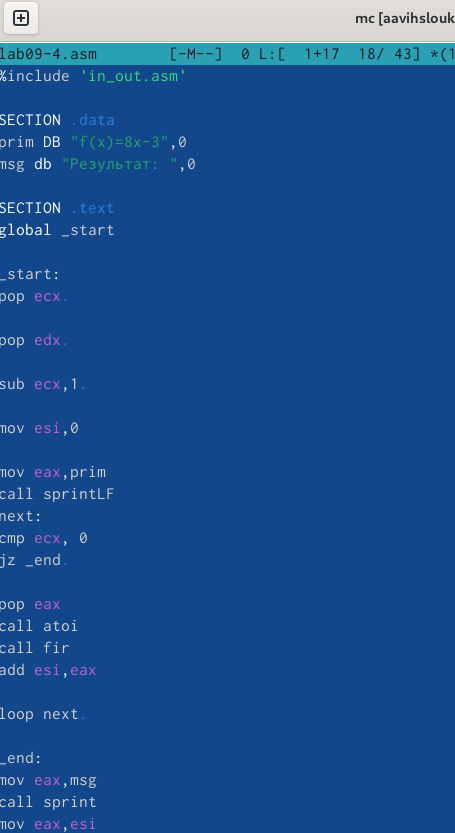 mc [aavihslouk
lab09-4.asm [-M--] 0 L:[ 1+17 18/ 43] *(1
%include 'in_out.asm'
SECTION .data
prim DB "f(x)=8x-3",0
msg db "Результат: ",0
SECTION .text
global _start
_start:
pop ecx.
pop edx.
sub ecx,1.
mov esi,0
mov eax,prim
call sprintLF
next:
cmp ecx, 0
jz _end.
pop eax
call atoi
call fir
add esi,eax
loop next.
_end:
mov eax,msg
call sprint
mov eax,esi